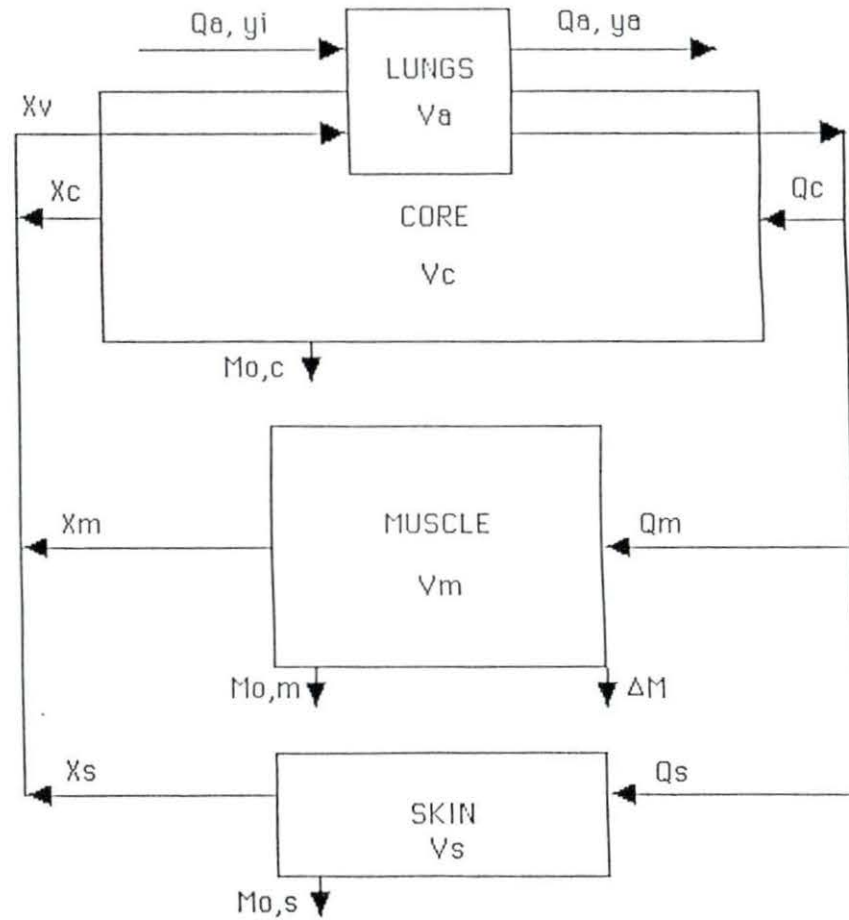 Qa, yi
Qa, ya
LUNGS
Va
Xv
Xc
Qc
CORE
Vc
Mo,c
Xm
MUSCLE
Qm
Vm
Mo,m
ΔM
Xs
Qs
SKIN
Vs
Mo,s